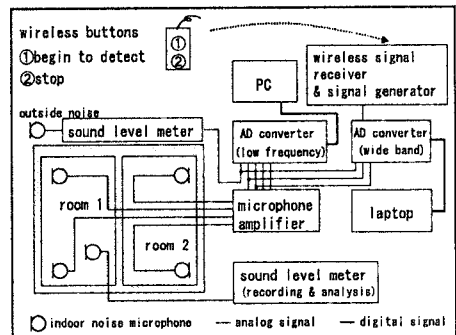 wireless buttons
①begin to detect
②stop
①
②
wireless signal
receiver
& signal generator
PC
outside noise
sound level meter
AD converter
(low frequency)
AD converter
(wide band)
room 1
room 2
microphone
amplifier
laptop
sound level meter
(recording & analysis)
indoor noise microphone
analog signal
digital signal